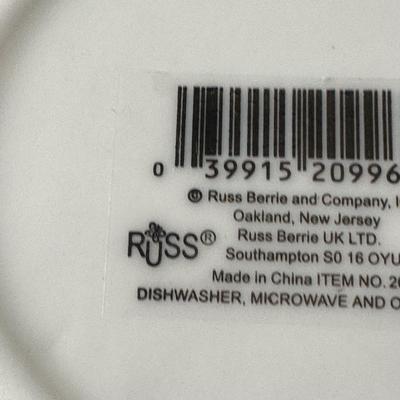 0 39915 20996
© Russ Berrie and Company, I
Oakland, New Jersey
RUSS® Russ Berrie UK LTD.
Southampton S0 16 OYU
Made in China ITEM NO. 20
DISHWASHER, MICROWAVE AND O